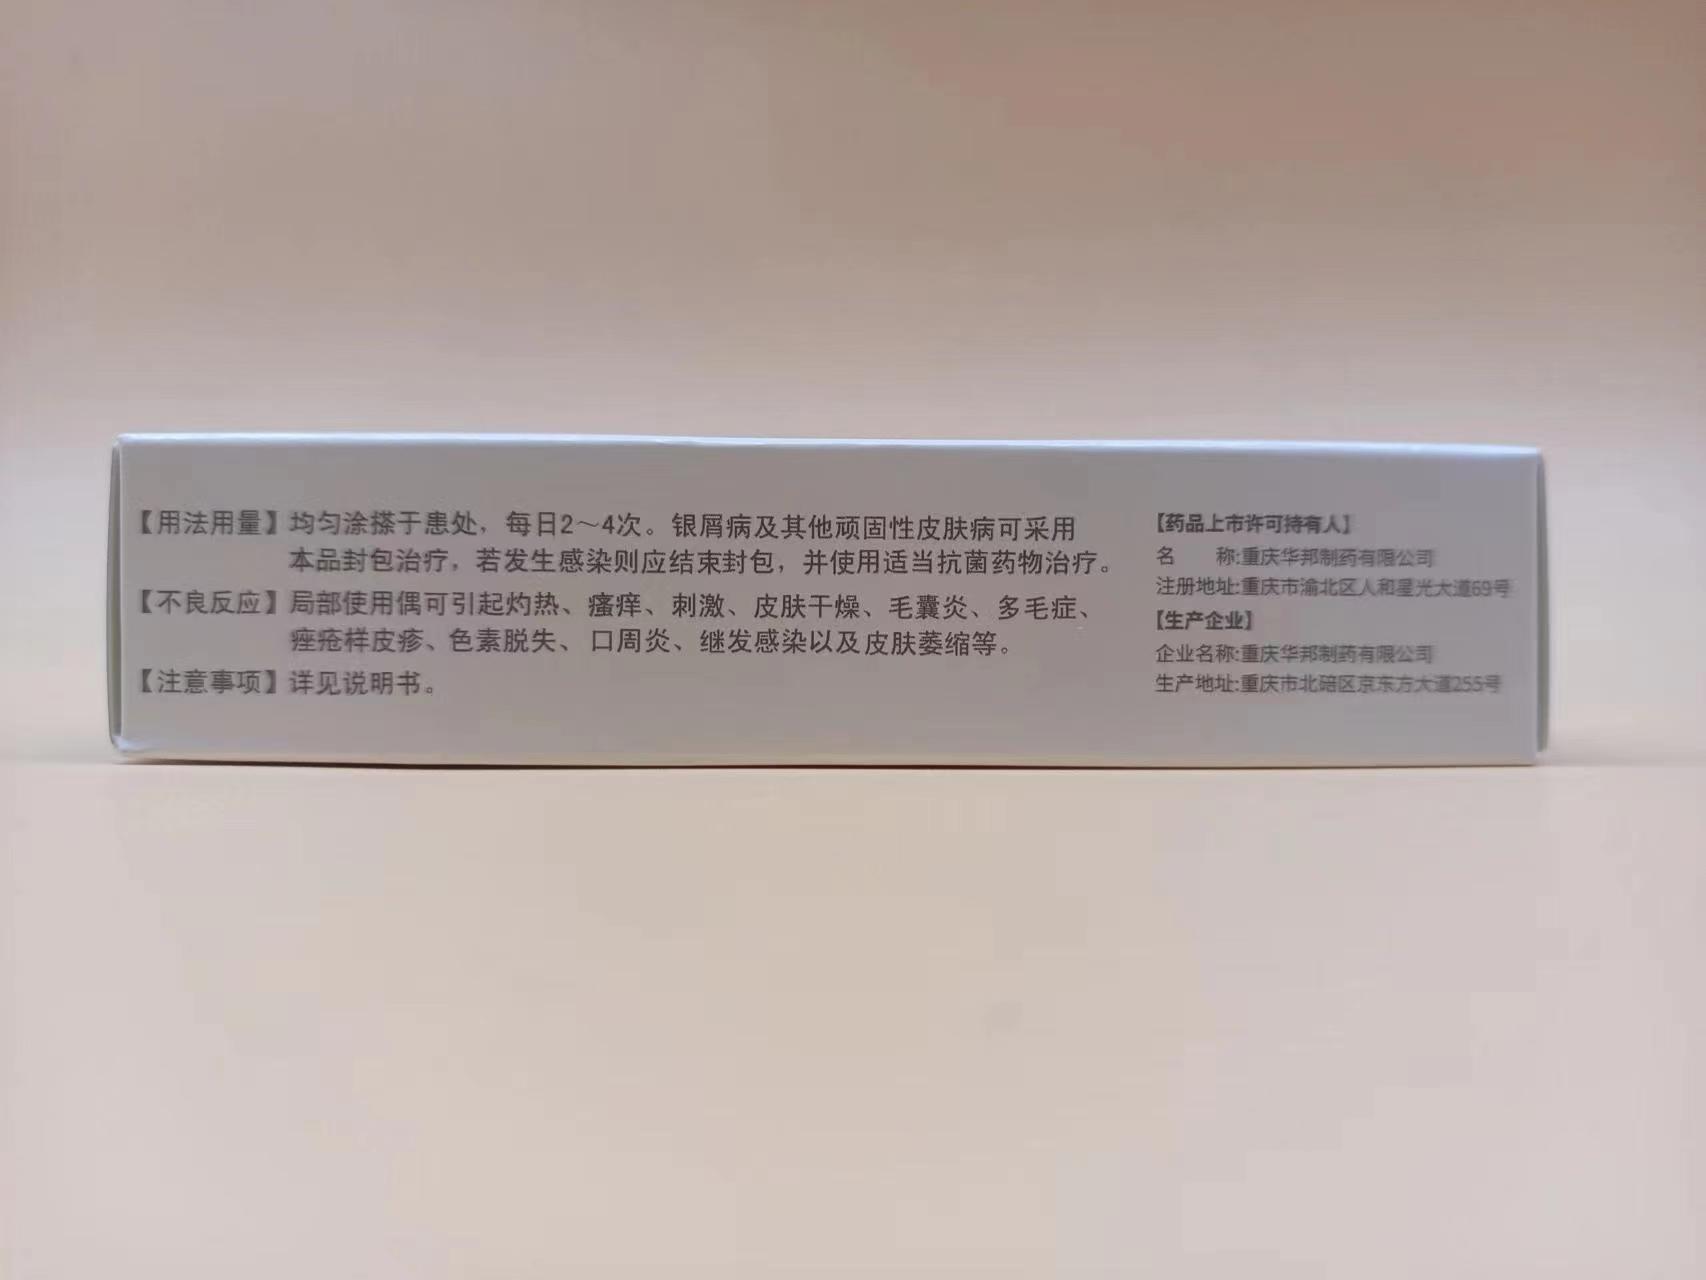 【用法用量】均匀涂搽于患处，每日2～4次。银屑病及其他顽固性皮肤病可采用
本品封包治疗，若发生感染则应结束封包，并使用适当抗菌药物治疗。
【不良反应】局部使用偶可引起灼热、瘙痒、刺激、皮肤干燥、毛囊炎、多毛症、
痤疮样皮疹、色素脱失、口周炎、继发感染以及皮肤萎缩等。
【注意事项】详见说明书。
【药品上市许可持有人】
名　　称:重庆华邦制药有限公司
注册地址:重庆市渝北区人和星光大道69号
【生产企业】
企业名称:重庆华邦制药有限公司
生产地址:重庆市北碚区京东方大道255号